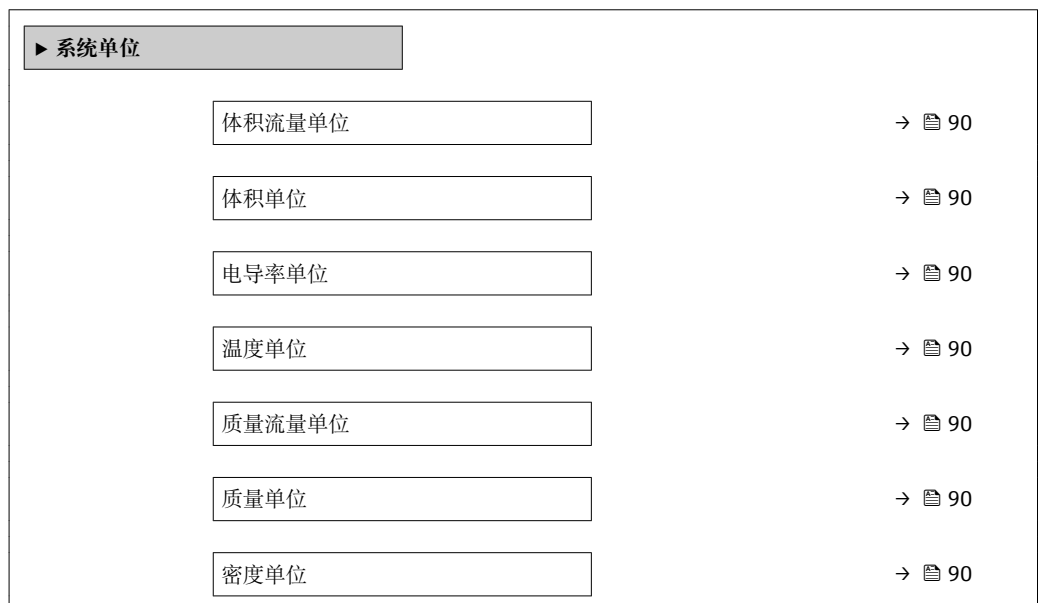 ▶ 系统单位
体积流量单位 → 🖹 90
体积单位 → 🖹 90
电导率单位 → 🖹 90
温度单位 → 🖹 90
质量流量单位 → 🖹 90
质量单位 → 🖹 90
密度单位 → 🖹 90